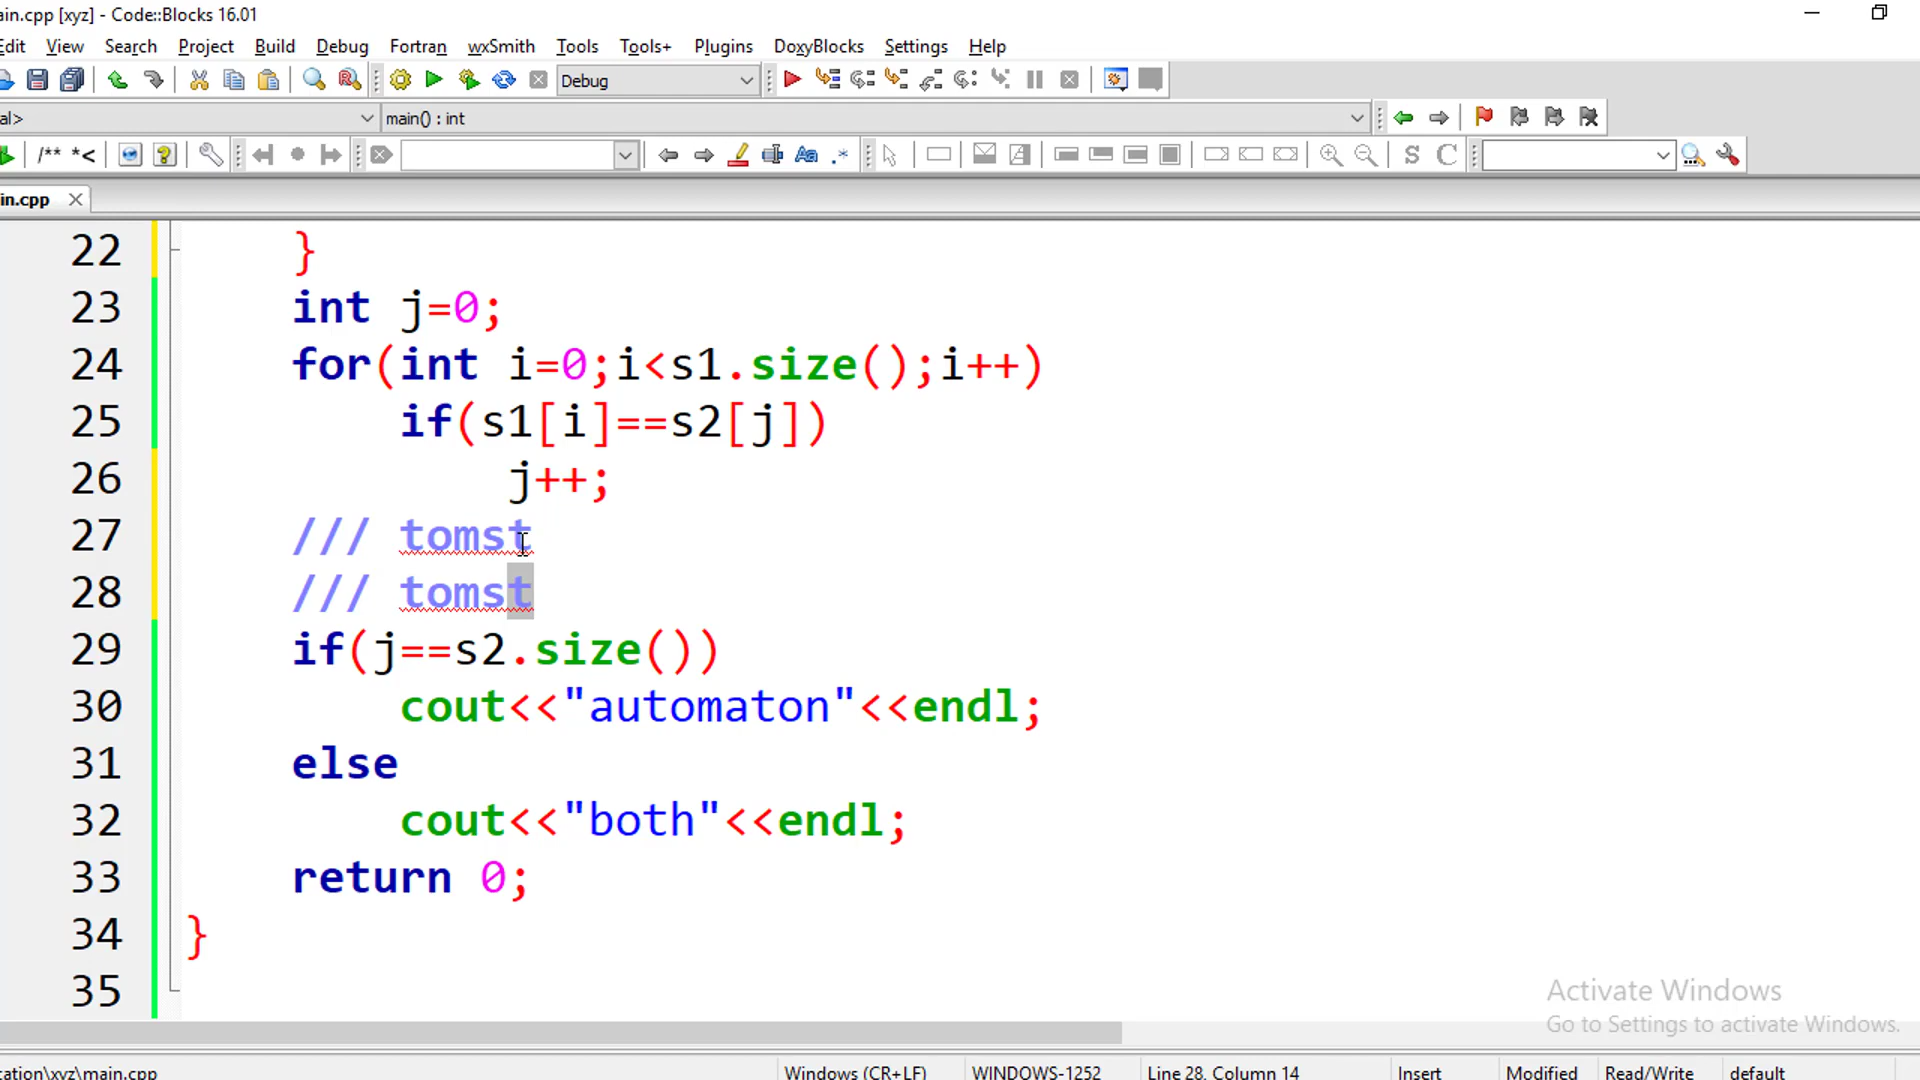 ain.cpp [xyz] - Code::Blocks 16.01
Edit View Search Project Build Debug Fortran wxSmith Tools Tools+ Plugins DoxyBlocks Settings Help
Debug
al> main() : int
/** *<
Aa .* S C
in.cpp
22 }
23 int j=0;
24 for(int i=0;i<s1.size();i++)
25 if(s1[i]==s2[j])
26 j++;
27 /// tomst
28 /// tomst
29 if(j==s2.size())
30 cout<<"automaton"<<endl;
31 else
32 cout<<"both"<<endl;
33 return 0;
34 }
35
Activate Windows
Go to Settings to activate Windows.
cation\xyz\main.cpp Windows (CR+LF) WINDOWS-1252 Line 28, Column 14 Insert Modified Read/Write default